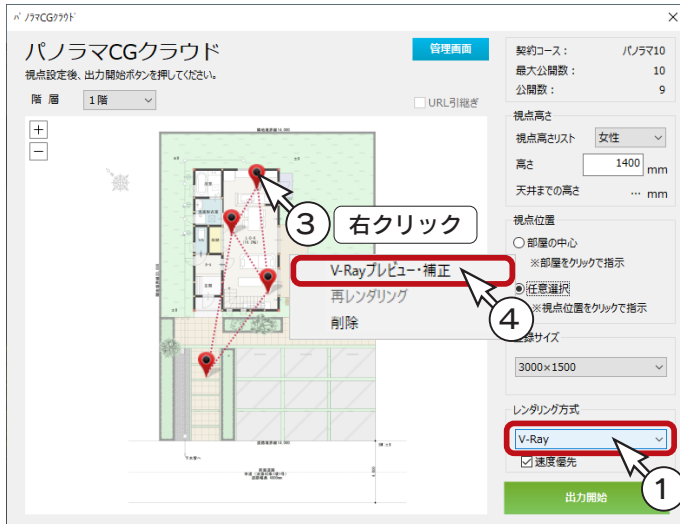 パノラマCGクラウド
パノラマCGクラウド
視点設定後、出力開始ボタンを押してください。
管理画面
階 層
1階
URL引継ぎ
契約コース：
パノラマ10
最大公開数：
10
公開数：
9
視点高さ
視点高さリスト
女性
高さ
1400 mm
天井までの高さ
… mm
視点位置
部屋の中心
※部屋をクリックで指示
任意選択
※視点位置をクリックで指示
登録サイズ
3000×1500
レンダリング方式
V-Ray
速度優先
出力開始
③
右クリック
V-Rayプレビュー・補正
再レンダリング
削除
④
①